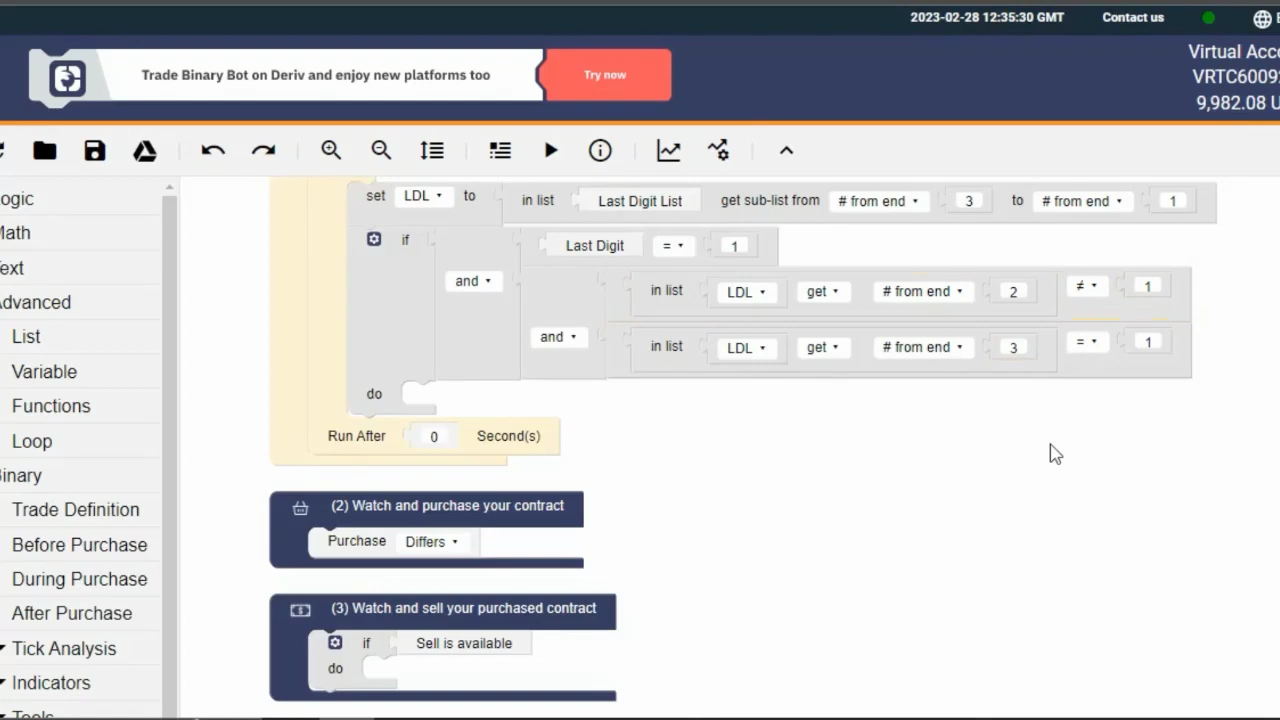 2023-02-28 12:35:30 GMT Contact us
Trade Binary Bot on Deriv and enjoy new platforms too Try now
Virtual Acco
VRTC6009
9,982.08 U
ogic
Math
ext
dvanced
List
Variable
Functions
Loop
inary
Trade Definition
Before Purchase
During Purchase
After Purchase
Tick Analysis
Indicators
Tools
set LDL to in list Last Digit List get sub-list from # from end 3 to # from end 1
if Last Digit = 1
and
in list LDL get # from end 2 ≠ 1
and
in list LDL get # from end 3 = 1
do
Run After 0 Second(s)
(2) Watch and purchase your contract
Purchase Differs
(3) Watch and sell your purchased contract
if Sell is available
do